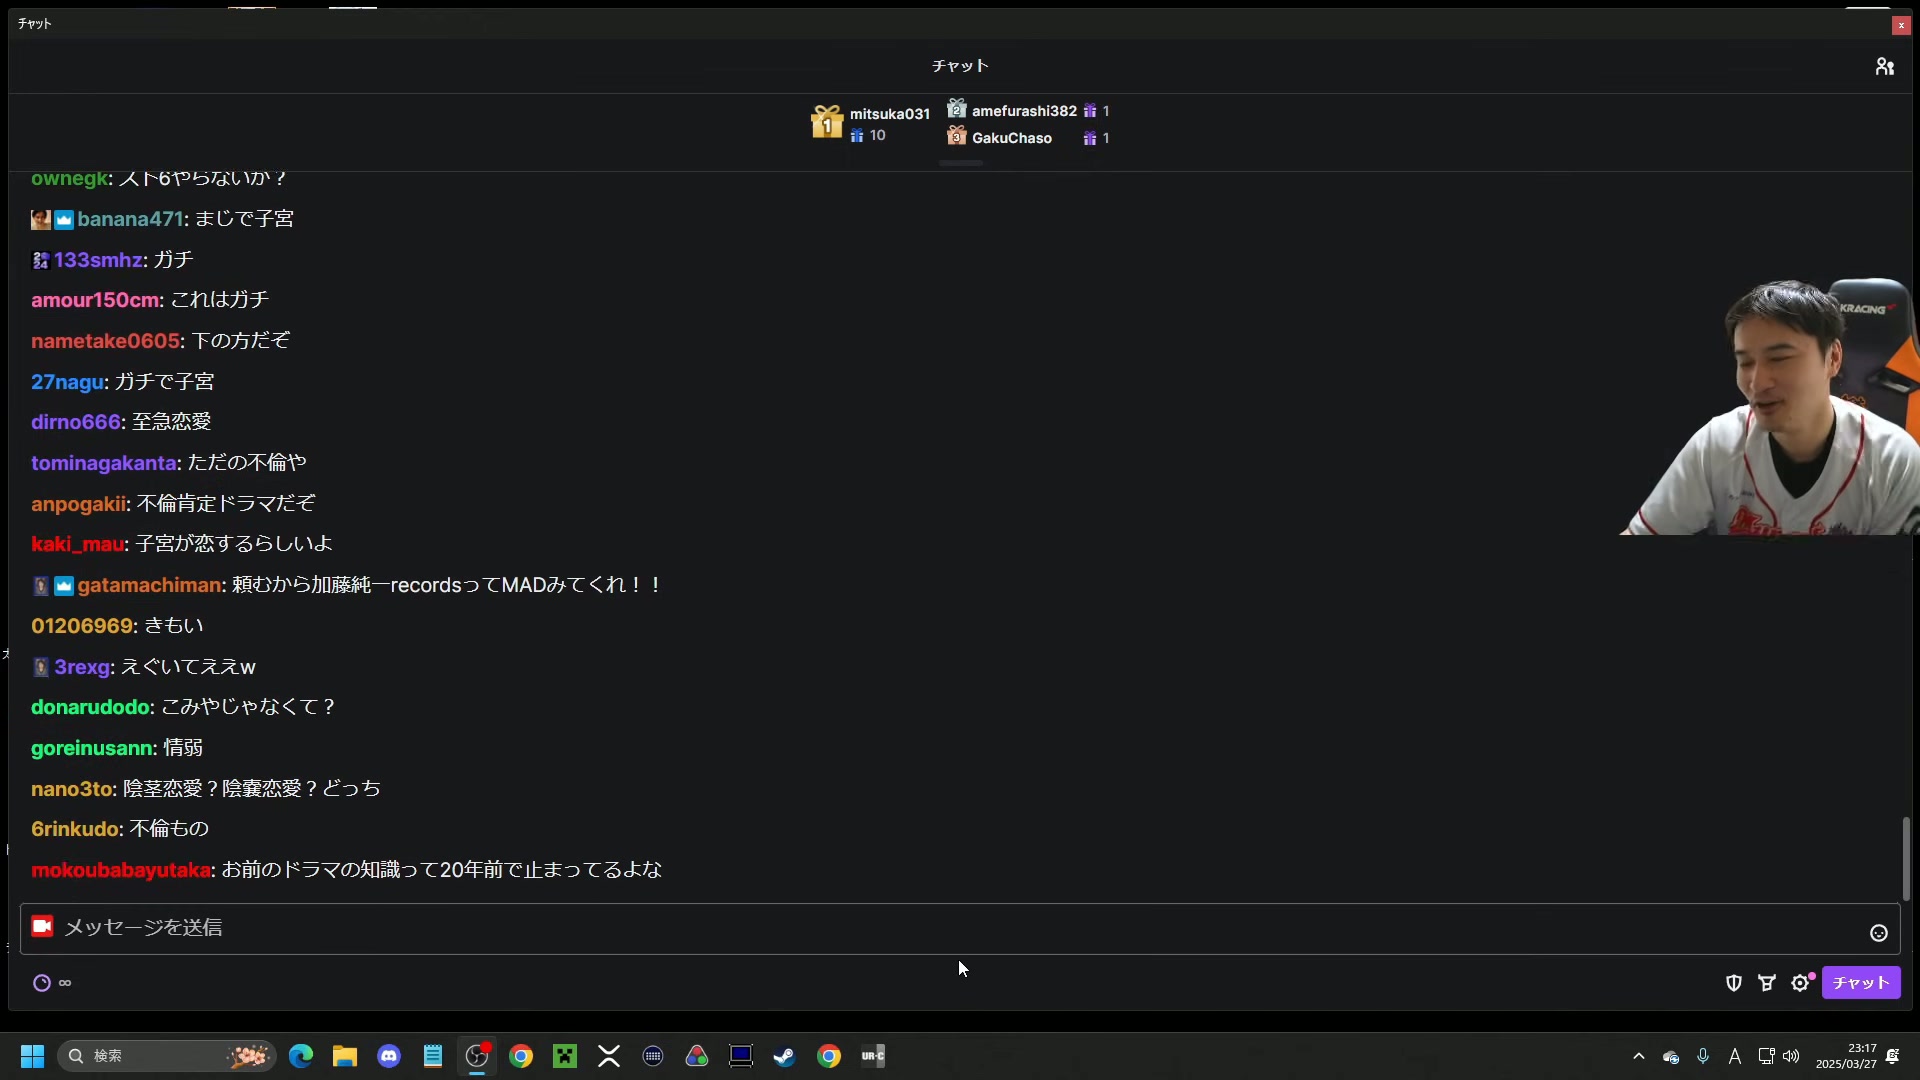 チャット
チャット
mitsuka031
10
amefurashi382 1
GakuChaso 1
ownegk: スト6やらないか？
banana471: まじで子宮
133smhz: ガチ
amour150cm: これはガチ
nametake0605: 下の方だぞ
27nagu: ガチで子宮
dirno666: 至急恋愛
tominagakanta: ただの不倫や
anpogakii: 不倫肯定ドラマだぞ
kaki_mau: 子宮が恋するらしいよ
gatamachiman: 頼むから加藤純一recordsってMADみてくれ！！
01206969: きもい
3rexg: えぐいてええw
donarudodo: こみやじゃなくて？
goreinusann: 情弱
nano3to: 陰茎恋愛？陰嚢恋愛？どっち
6rinkudo: 不倫もの
mokoubabayutaka: お前のドラマの知識って20年前で止まってるよな
メッセージを送信
∞
チャット
検索
UR-C
A
23:17
2025/03/27
KRACING